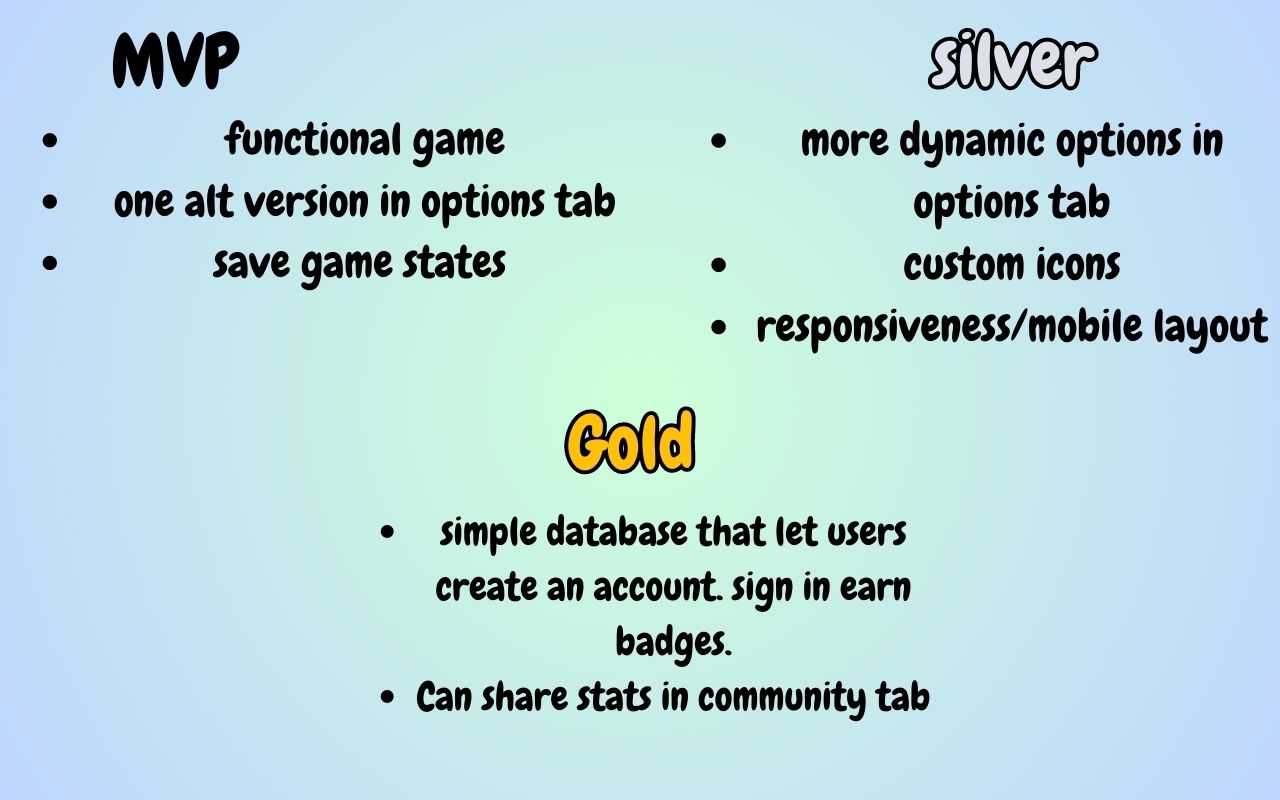 MVP
• functional game
• one alt version in options tab
• save game states
silver
• more dynamic options in
options tab
• custom icons
• responsiveness/mobile layout
Gold
• simple database that let users
create an account. sign in earn
badges.
• Can share stats in community tab